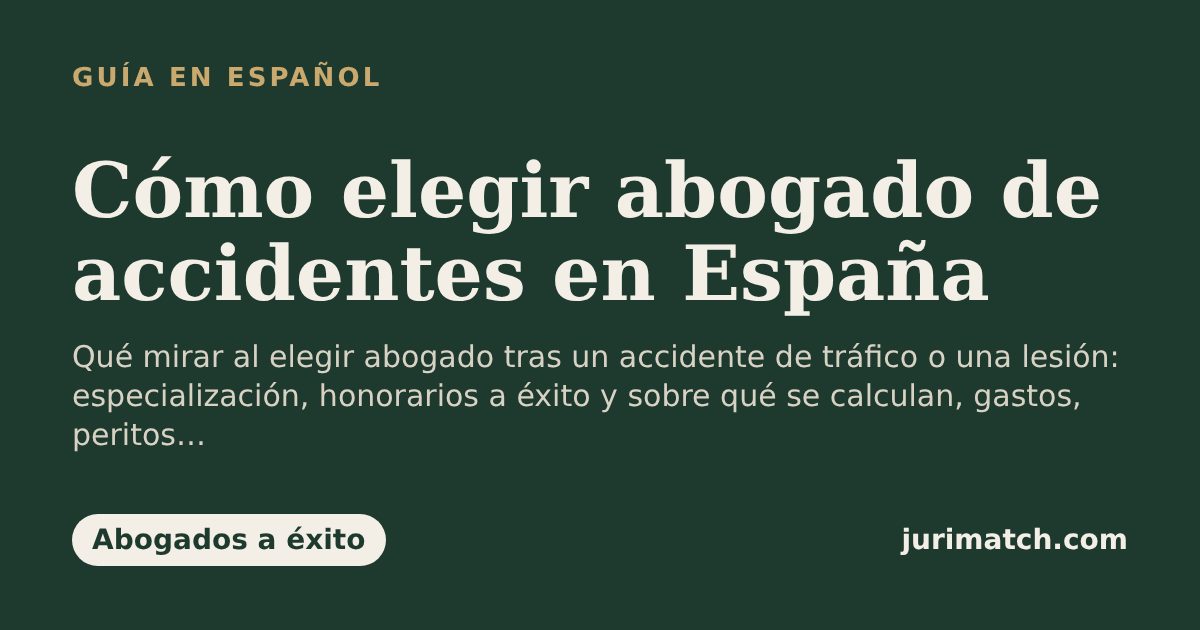 GUÍA EN ESPAÑOL
Cómo elegir abogado de
accidentes en España
Qué mirar al elegir abogado tras un accidente de tráfico o una lesión:
especialización, honorarios a éxito y sobre qué se calculan, gastos,
peritos...
Abogados a éxito
jurimatch.com